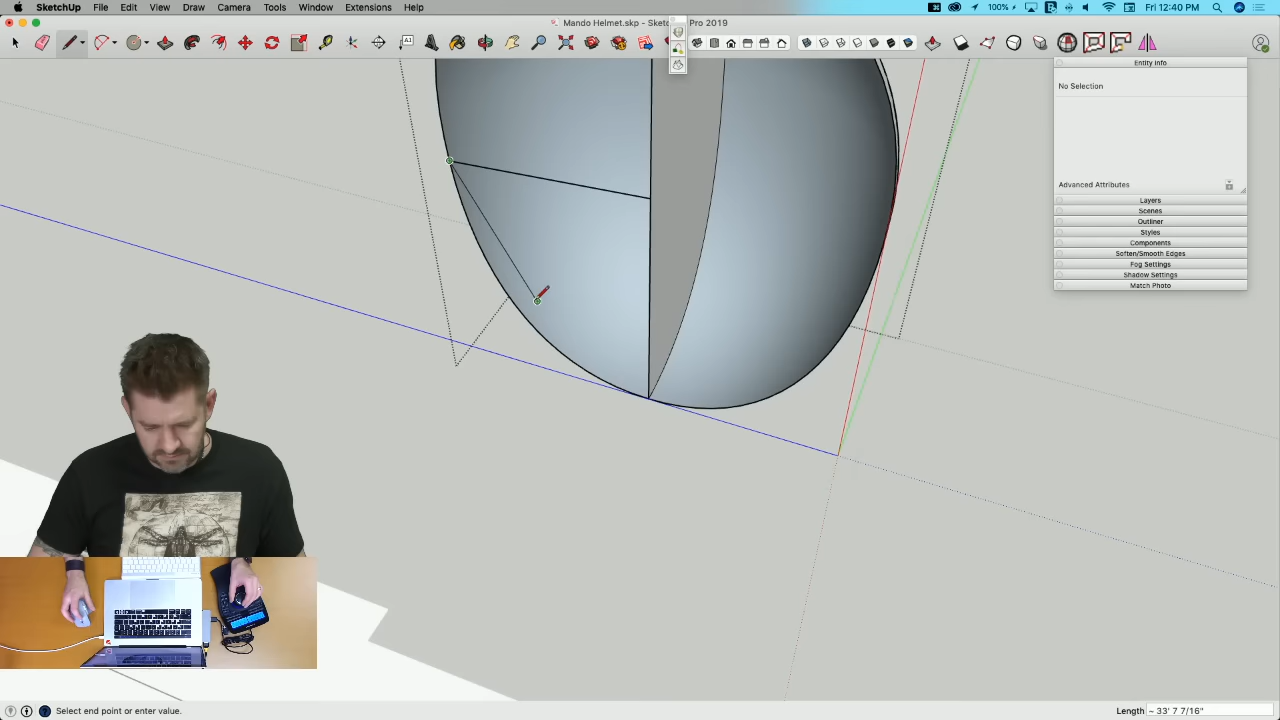 SketchUp File Edit View Draw Camera Tools Window Extensions Help 100% Fri 12:40 PM
Mando Helmet.skp - Sketc Pro 2019
A1
Entity Info
No Selection
Advanced Attributes
Layers
Scenes
Outliner
Styles
Components
Soften/Smooth Edges
Fog Settings
Shadow Settings
Match Photo
Select end point or enter value. Length ~ 33' 7 7/16"